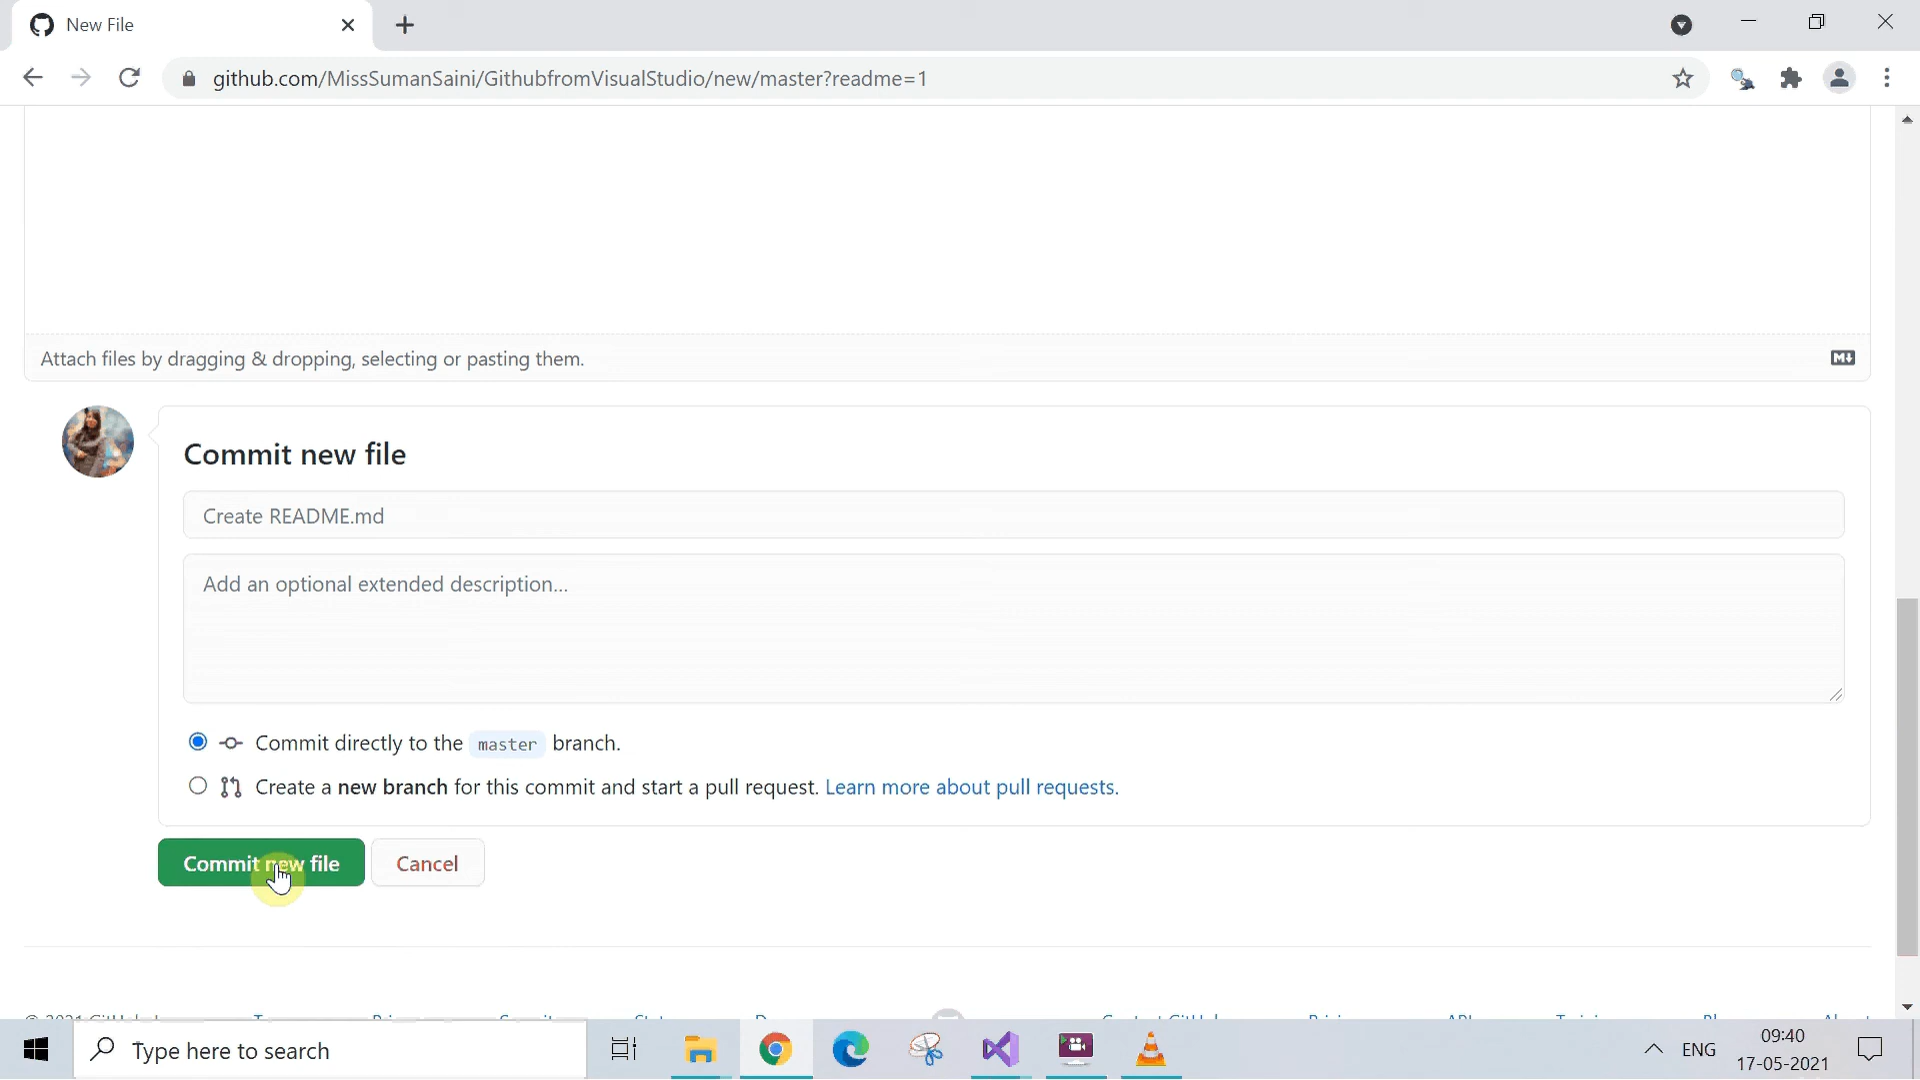 New File
github.com/MissSumanSaini/GithubfromVisualStudio/new/master?readme=1
Attach files by dragging & dropping, selecting or pasting them.
Commit new file
Create README.md
Add an optional extended description...
Commit directly to the master branch.
Create a new branch for this commit and start a pull request. Learn more about pull requests.
Commit new file
Cancel
Type here to search
ENG
09:40
17-05-2021